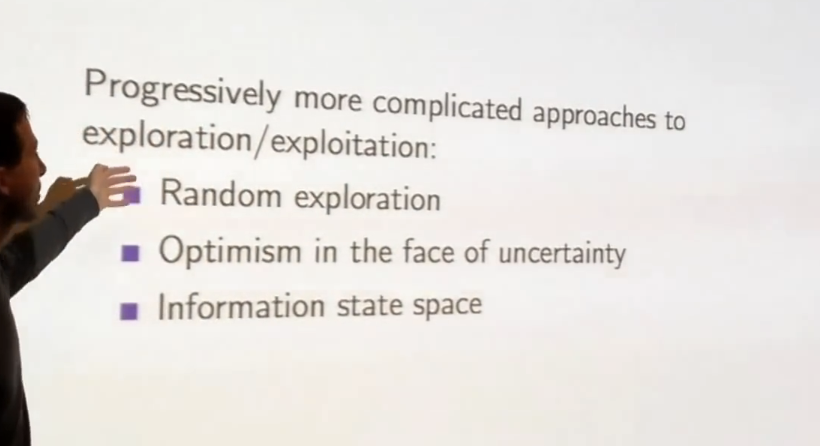 Progressively more complicated approaches to
exploration/exploitation:
Random exploration
Optimism in the face of uncertainty
Information state space